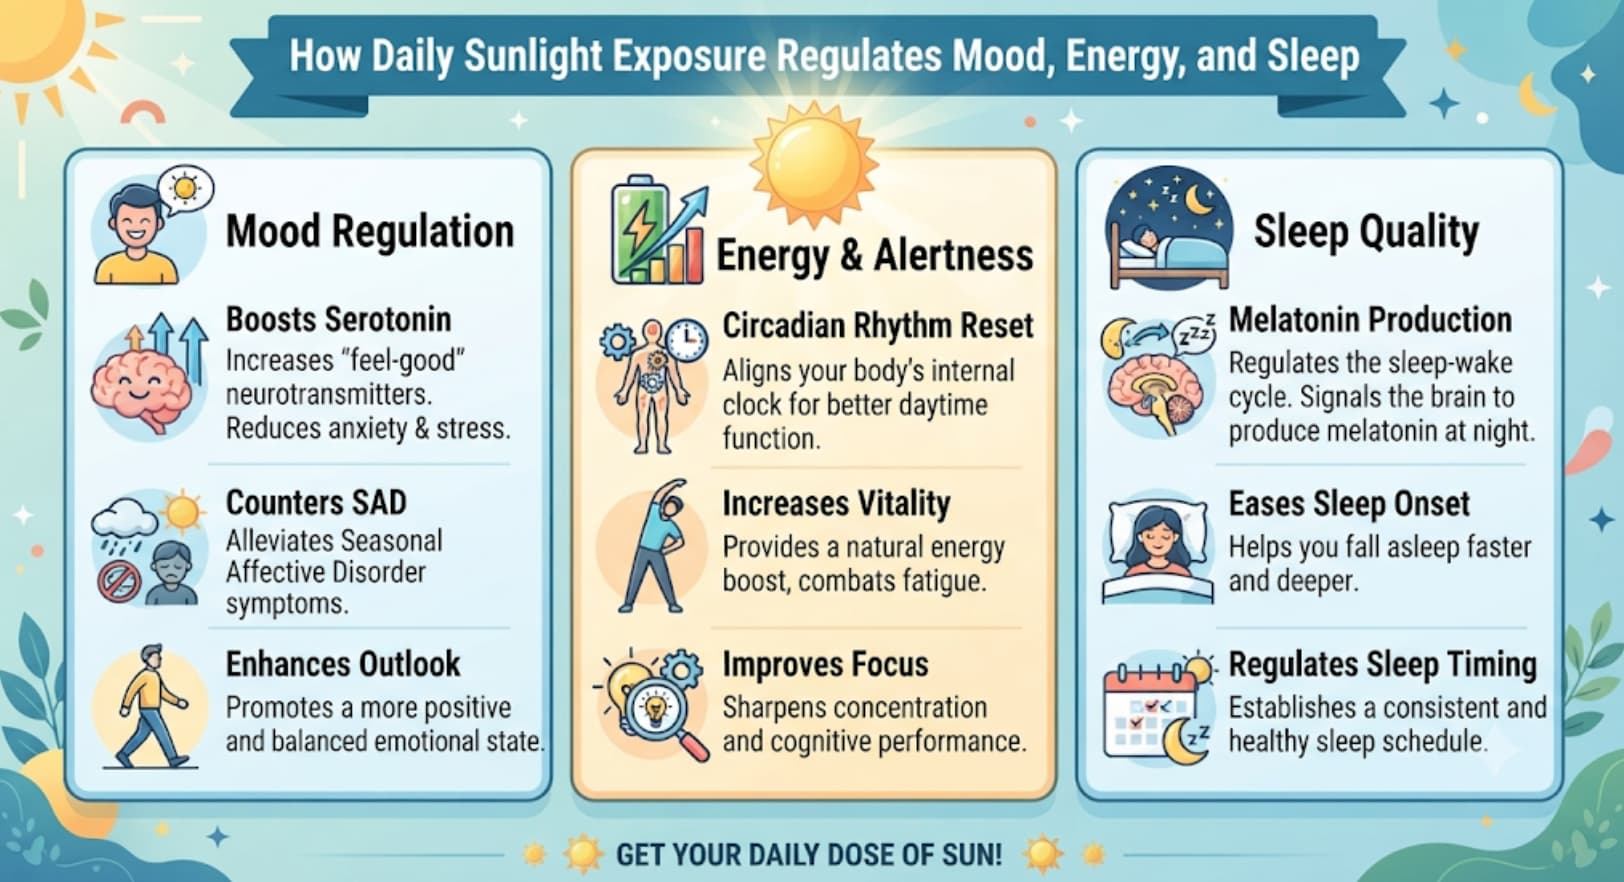 How Daily Sunlight Exposure Regulates Mood, Energy, and Sleep
Mood Regulation
Boosts Serotonin
Increases "feel-good"
neurotransmitters.
Reduces anxiety & stress.
Counters SAD
Alleviates Seasonal
Affective Disorder
symptoms.
Enhances Outlook
Promotes a more positive
and balanced emotional state.
Energy & Alertness
Circadian Rhythm Reset
Aligns your body's internal
clock for better daytime
function.
Increases Vitality
Provides a natural energy
boost, combats fatigue.
Improves Focus
Sharpens concentration
and cognitive performance.
zz
Sleep Quality
zzz
Melatonin Production
Regulates the sleep-wake
cycle. Signals the brain to
produce melatonin at night.
Eases Sleep Onset
Helps you fall asleep faster
and deeper.
zz
Regulates Sleep Timing
Establishes a consistent and
healthy sleep schedule.
GET YOUR DAILY DOSE OF SUN!